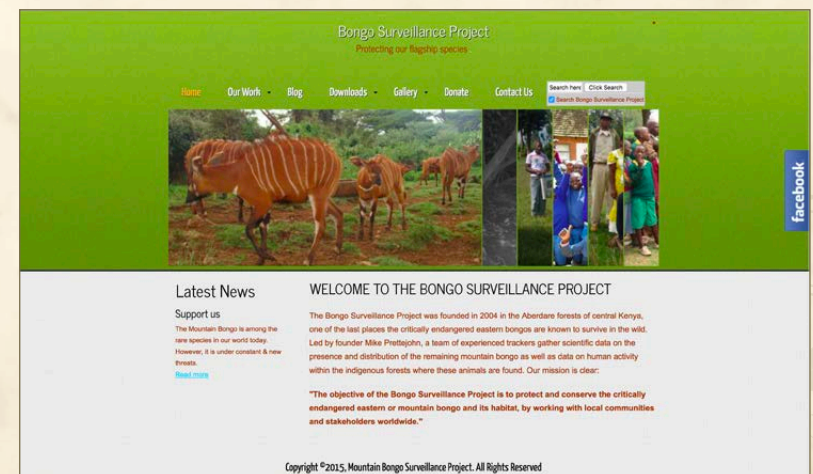 Bongo Surveillance Project
Protecting our flagship species
Home Our Work Blog Downloads Gallery Donate Contact Us
Search here Click Search
Search Bongo Surveillance Project
facebook
Latest News
Support us
The Mountain Bongo is among the
rare species in our world today.
However, it is under constant & new
threats.
Read more
WELCOME TO THE BONGO SURVEILLANCE PROJECT
The Bongo Surveillance Project was founded in 2004 in the Aberdare forests of central Kenya,
one of the last places the critically endangered eastern bongos are known to survive in the wild.
Led by founder Mike Prettejohn, a team of experienced trackers gather scientific data on the
presence and distribution of the remaining mountain bongo as well as data on human activity
within the indigenous forests where these animals are found. Our mission is clear:
"The objective of the Bongo Surveillance Project is to protect and conserve the critically
endangered eastern or mountain bongo and its habitat, by working with local communities
and stakeholders worldwide."
Copyright ©2015, Mountain Bongo Surveillance Project. All Rights Reserved